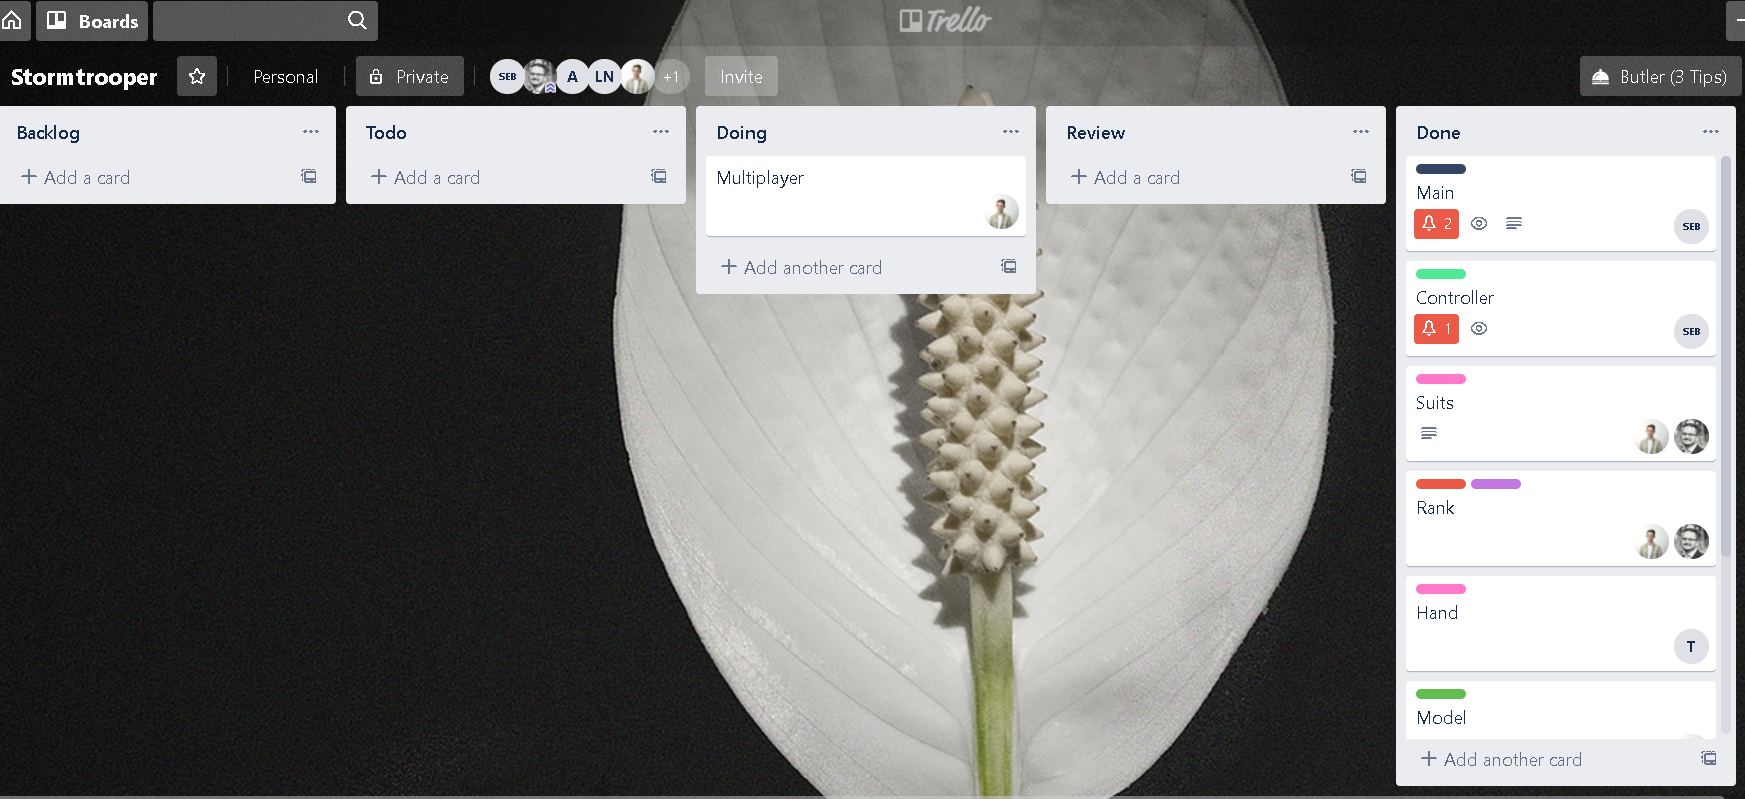 Boards
Trello
Stormtrooper
Personal
Private
SEB
A
LN
+1
Invite
Butler (3 Tips)
Backlog
Add a card
Todo
Add a card
Doing
Multiplayer
Add another card
Review
Add a card
Done
Main
2
SEB
Controller
1
SEB
Suits
Rank
Hand
T
Model
Add another card